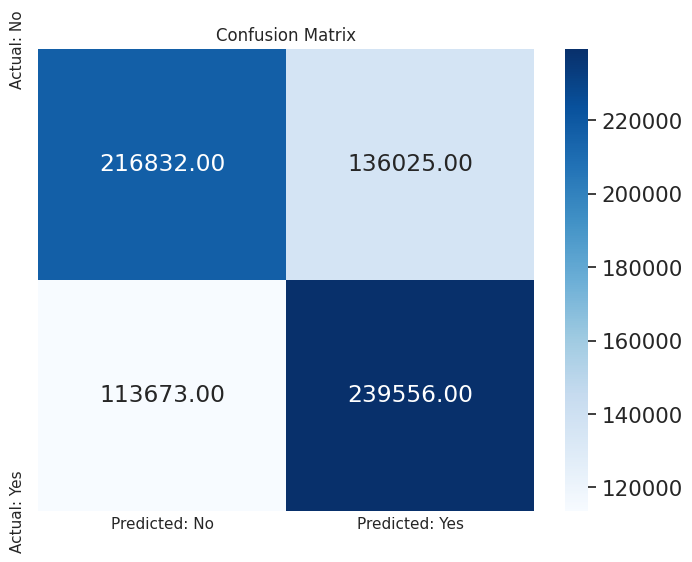 Confusion Matrix
Actual: No
216832.00 136025.00
113673.00 239556.00
Actual: Yes
Predicted: No Predicted: Yes
220000
200000
180000
160000
140000
120000